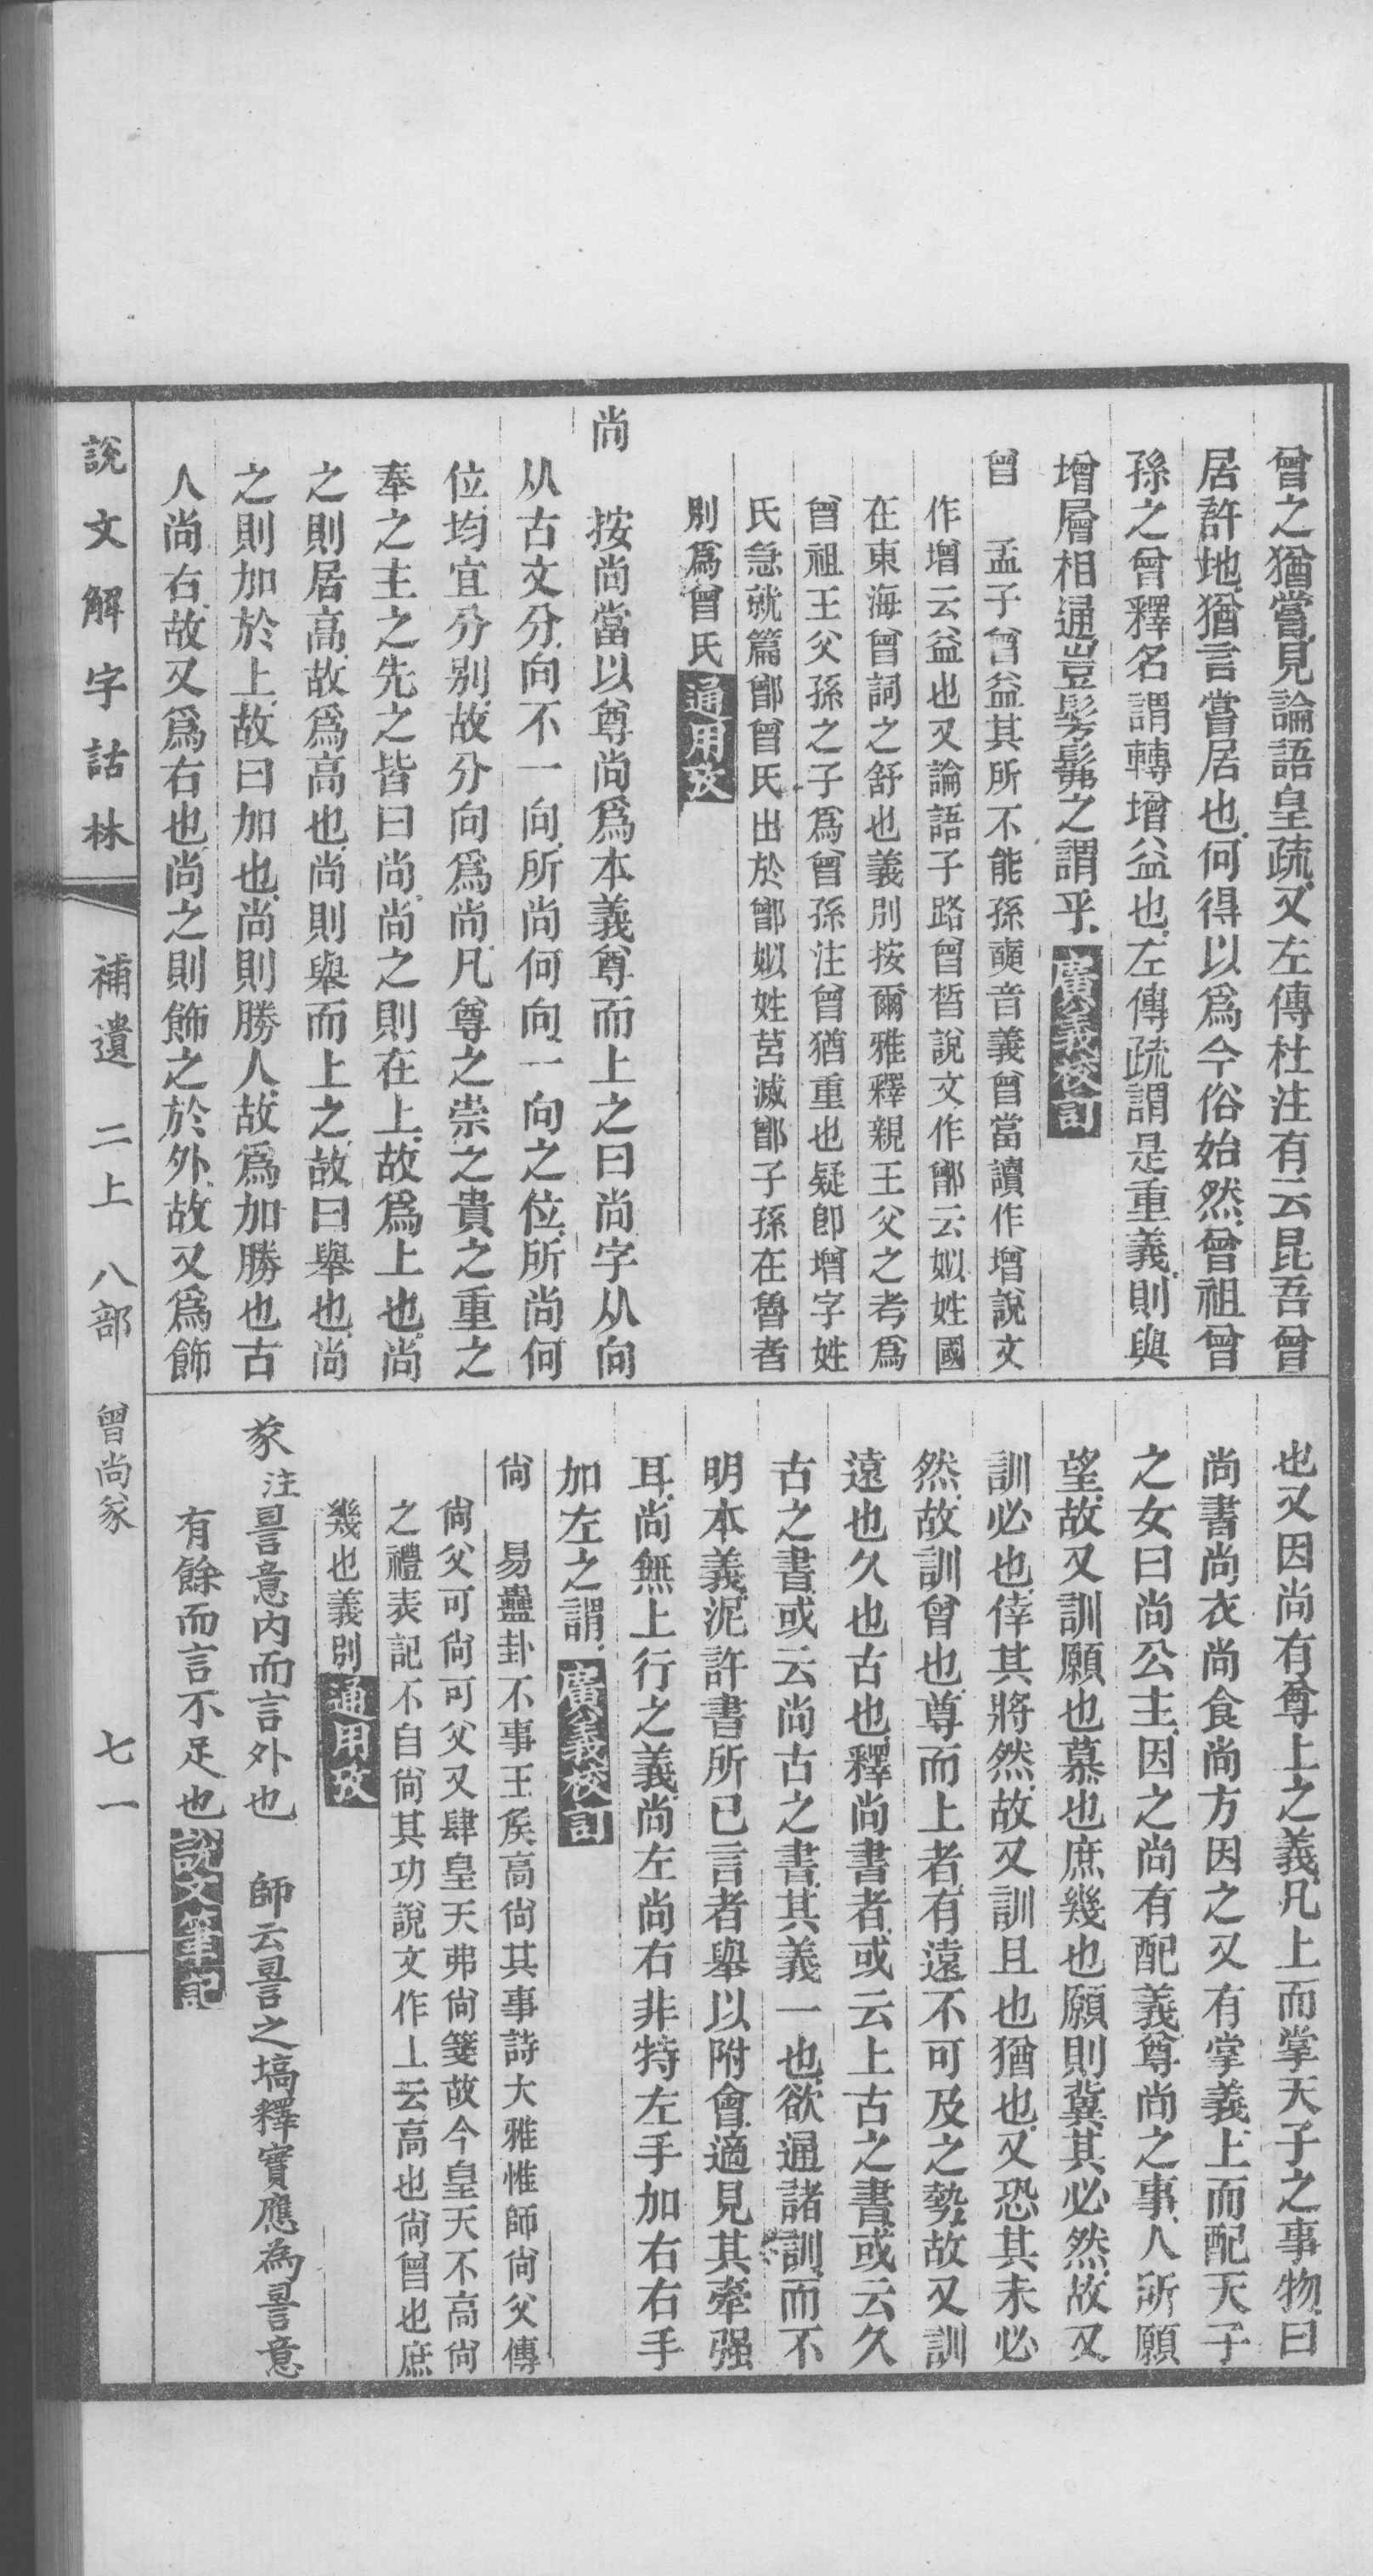 曾之猶嘗、見論語皇疏、又左傳杜注有云昆吾曾
居許地、猶言嘗居也、何得以爲今俗始然、曾祖曾
孫之曾釋名謂轉增益也、左傳疏謂是重義、則與
增層相通、豈髣髴之謂乎、廣義校訂
曾　孟子曾益其所不能孫奭音義曾當讀作增說文
作增云益也又論語子路曾晳說文作鄫云姒姓國
在東海曾詞之舒也義別按爾雅釋親王父之考爲
曾祖王父孫之子爲曾孫注曾猶重也疑卽增字姓
氏急就篇鄫曾氏出於鄫姒姓莒滅鄫子孫在魯者
別爲曾氏通用攷
尚　按尚當以尊尚爲本義尊而上之曰尚字从向
从古文分、向不一向、所尚何向、一向之位、所尚何
位、均宜分別、故分向爲尚、凡尊之崇之貴之重之
奉之主之先之皆曰尚、尚之則在上、故爲上也、尚
之則居高、故爲高也、尚則舉而上之、故曰舉也、尚
之則加於上、故曰加也、尚則勝人、故爲加勝也古
人尚右、故又爲右也、尚之則飾之於外、故又爲飾
也又因尚有尊上之義、凡上而掌天子之事物、曰
尚書尚衣尚食尚方因之又有掌義、上而配天子
之女曰尚公主、因之尚有配義、尊尚之事、人所願
望、故又訓願也慕也庶幾也願則冀其必然、故又
訓必也、倖其將然、故又訓且也猶也、又恐其未必
然、故訓曾也、尊而上者、有遠不可及之勢、故又訓
遠也久也古也、釋尚書者、或云上古之書、或云久
古之書、或云尚古之書、其義一也、欲通諸訓、而不
明本義、泥許書所已言者、舉以附會、適見其牽强
耳、尚無上行之義、尚左尚右非特左手加右右手
加左之謂、廣義校訂
尙　易蠱卦不事王矦高尙其事詩大雅惟師尙父傳
尙父可尙可父又肆皇天弗尙箋故今皇天不高尙
之禮表記不自尙其功說文作丄云高也尙曾也庶
幾也義別通用攷
㒸注㖾意内而言外也　師云㖾之塙釋實應為㖾意
有餘而言不足也說文筆記
說文解字詁林　補遺　二上　八部　曾尚㒸　七一